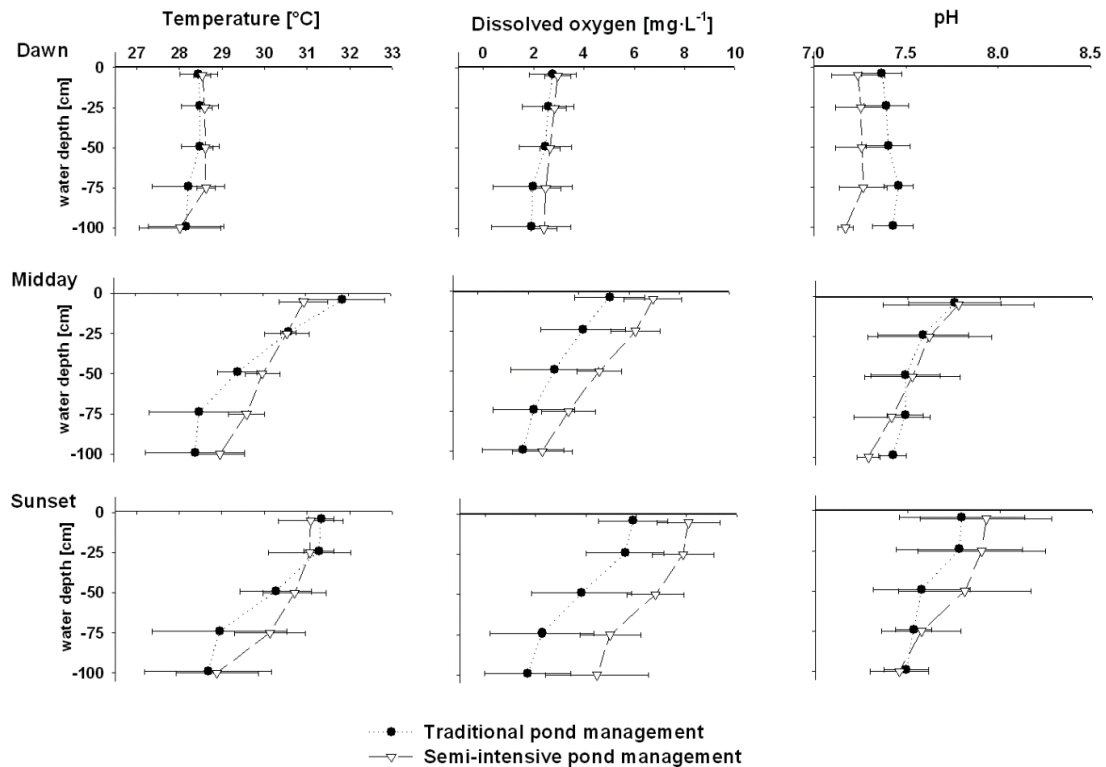 Temperature [°C]
Dissolved oxygen [mg·L-1]
pH
Dawn
27 28 29 30 31 32 33
0 2 4 6 8 10
7.0 7.5 8.0 8.5
water depth [cm]
0
-25
-50
-75
-100
Midday
water depth [cm]
0
-25
-50
-75
-100
Sunset
water depth [cm]
0
-25
-50
-75
-100
Traditional pond management
Semi-intensive pond management